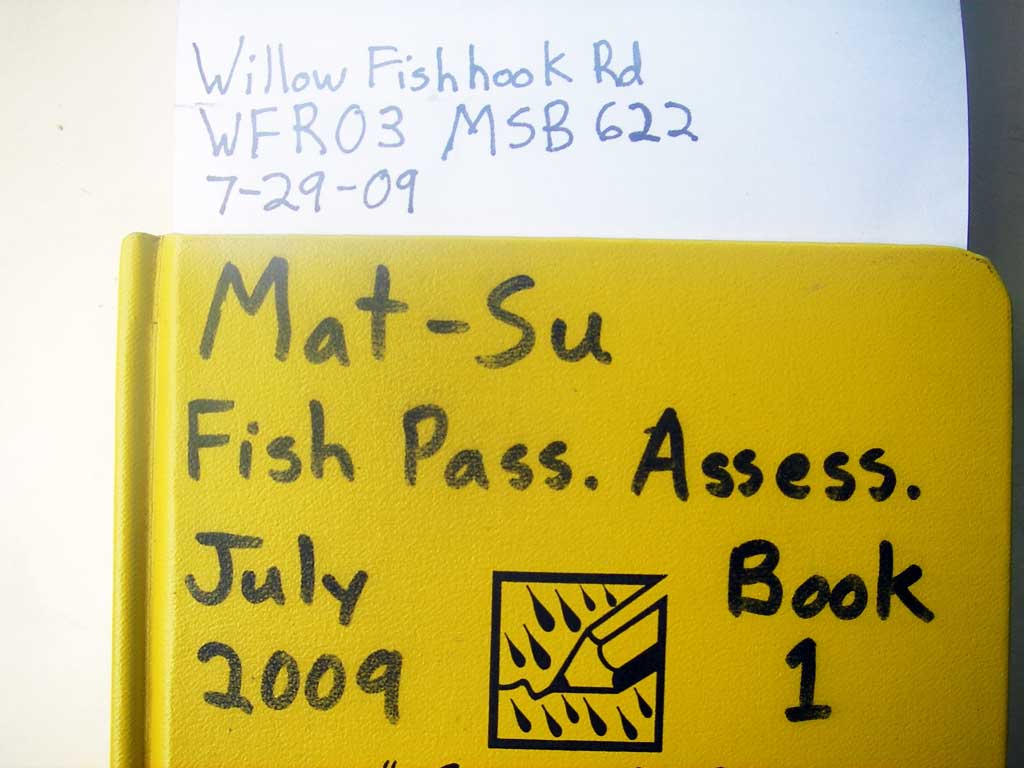 Willow Fishhook Rd
WFR03 MSB 622
7-29-09
Mat-Su
Fish Pass. Assess.
July Book
2009 1